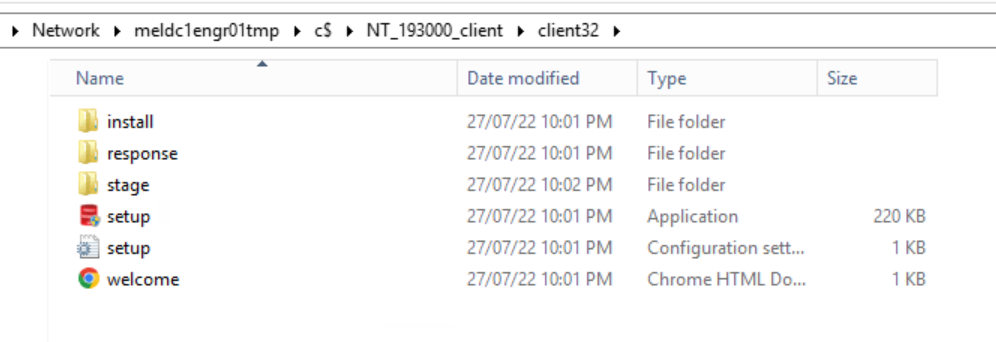 Network meldc1engr01tmp c$ NT_193000_client client32
Name Date modified Type Size
install 27/07/22 10:01 PM File folder
response 27/07/22 10:01 PM File folder
stage 27/07/22 10:02 PM File folder
setup 27/07/22 10:01 PM Application 220 KB
setup 27/07/22 10:01 PM Configuration sett... 1 KB
welcome 27/07/22 10:01 PM Chrome HTML Do... 1 KB